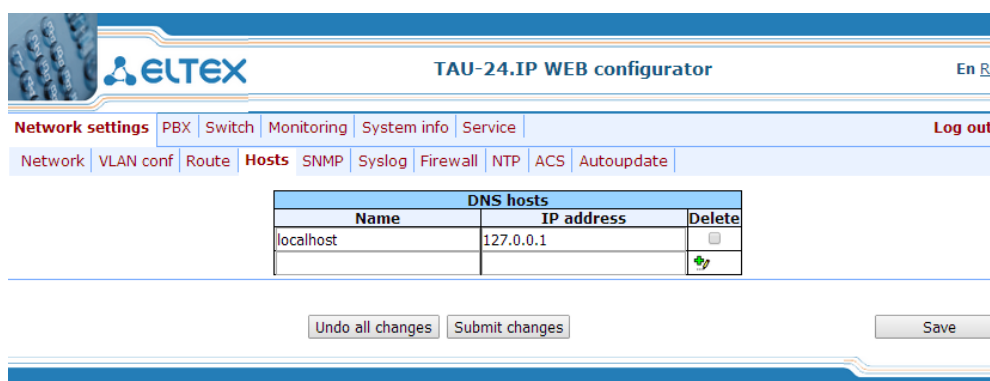 ELTEX TAU-24.IP WEB configurator En R
Network settings PBX Switch Monitoring System info Service Log out
Network VLAN conf Route Hosts SNMP Syslog Firewall NTP ACS Autoupdate
DNS hosts
Name IP address Delete
localhost 127.0.0.1
Undo all changes Submit changes Save